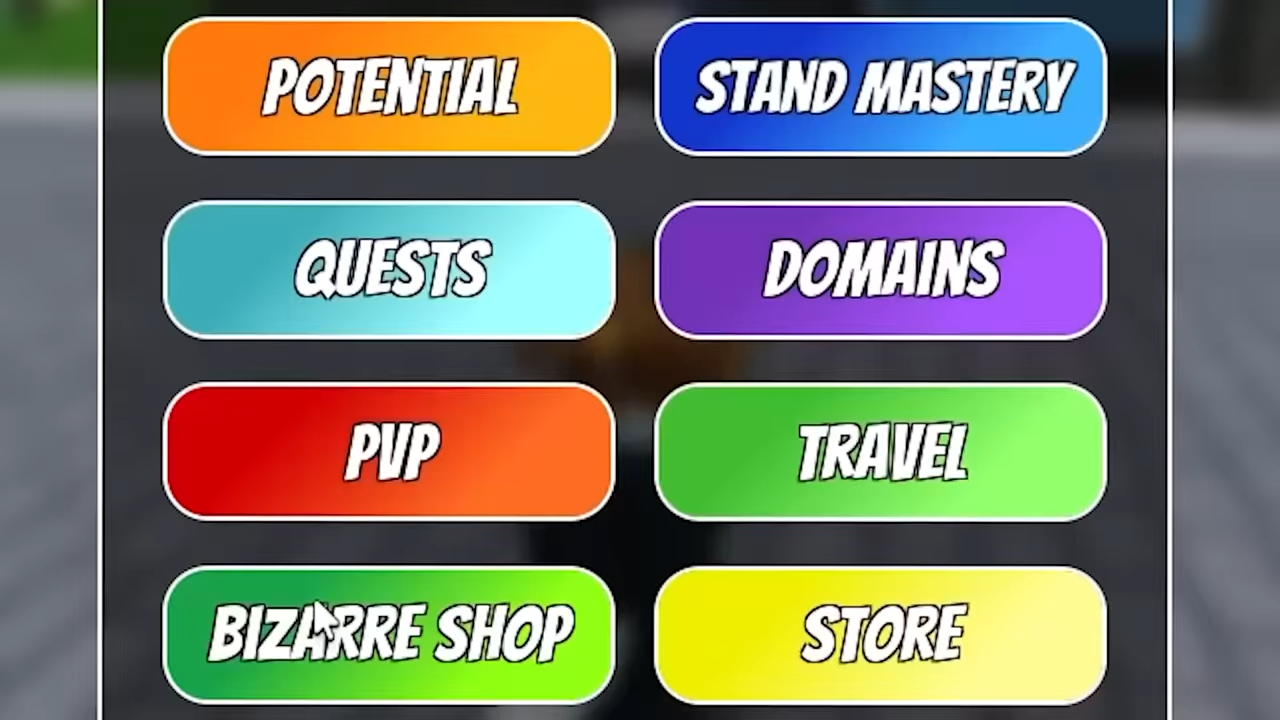 POTENTIAL
STAND MASTERY
QUESTS
DOMAINS
PVP
TRAVEL
BIZARRE SHOP
STORE